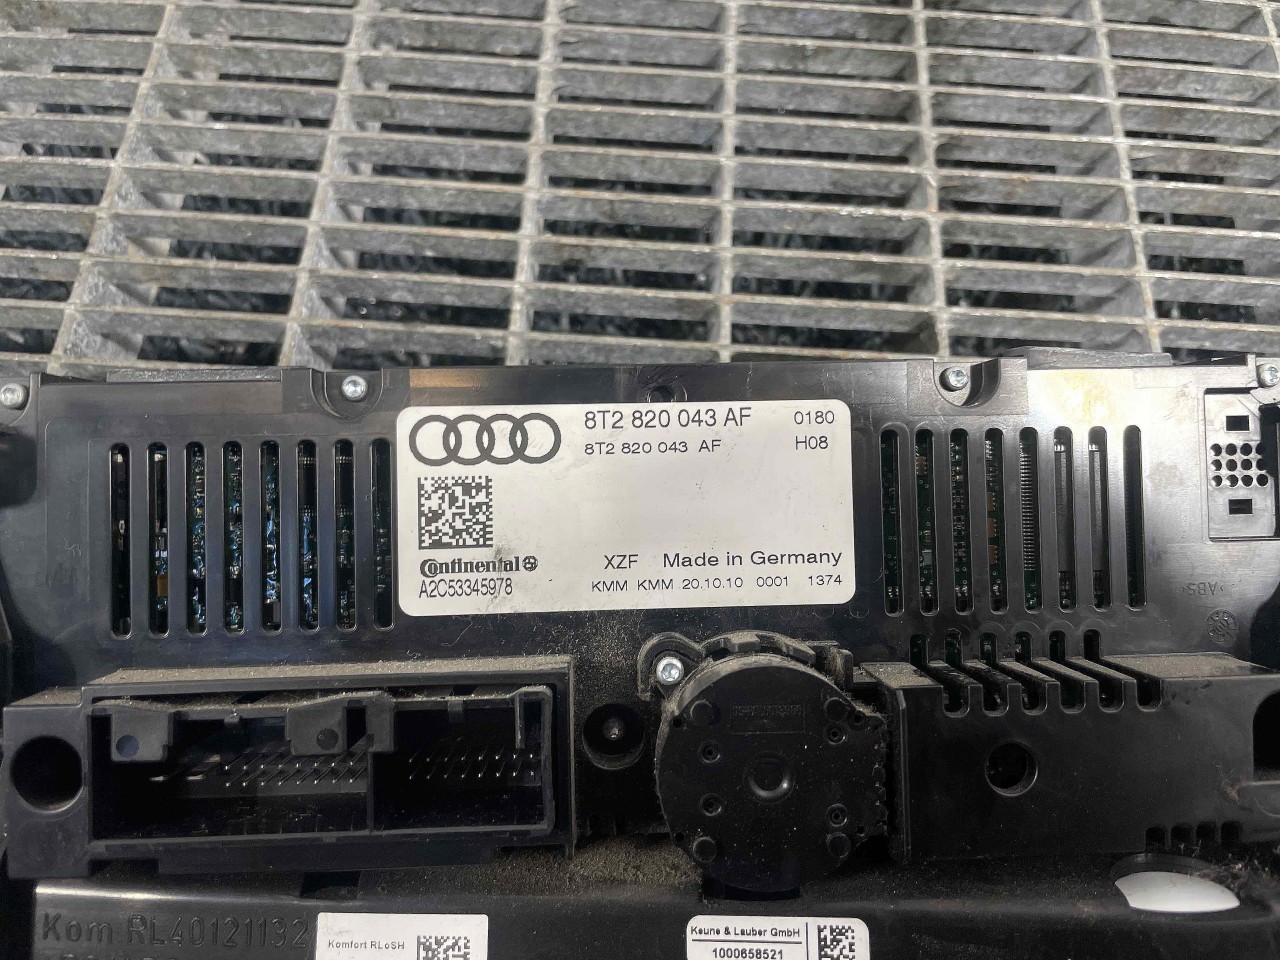 8T2 820 043 AF 0180
8T2 820 043 AF H08
Continental
A2C53345978
XZF Made in Germany
KMM KMM 20.10.10 0001 1374
ABS
Kom RL40121132
Komfort RLoSH
Keune & Lauber GmbH
1000658521